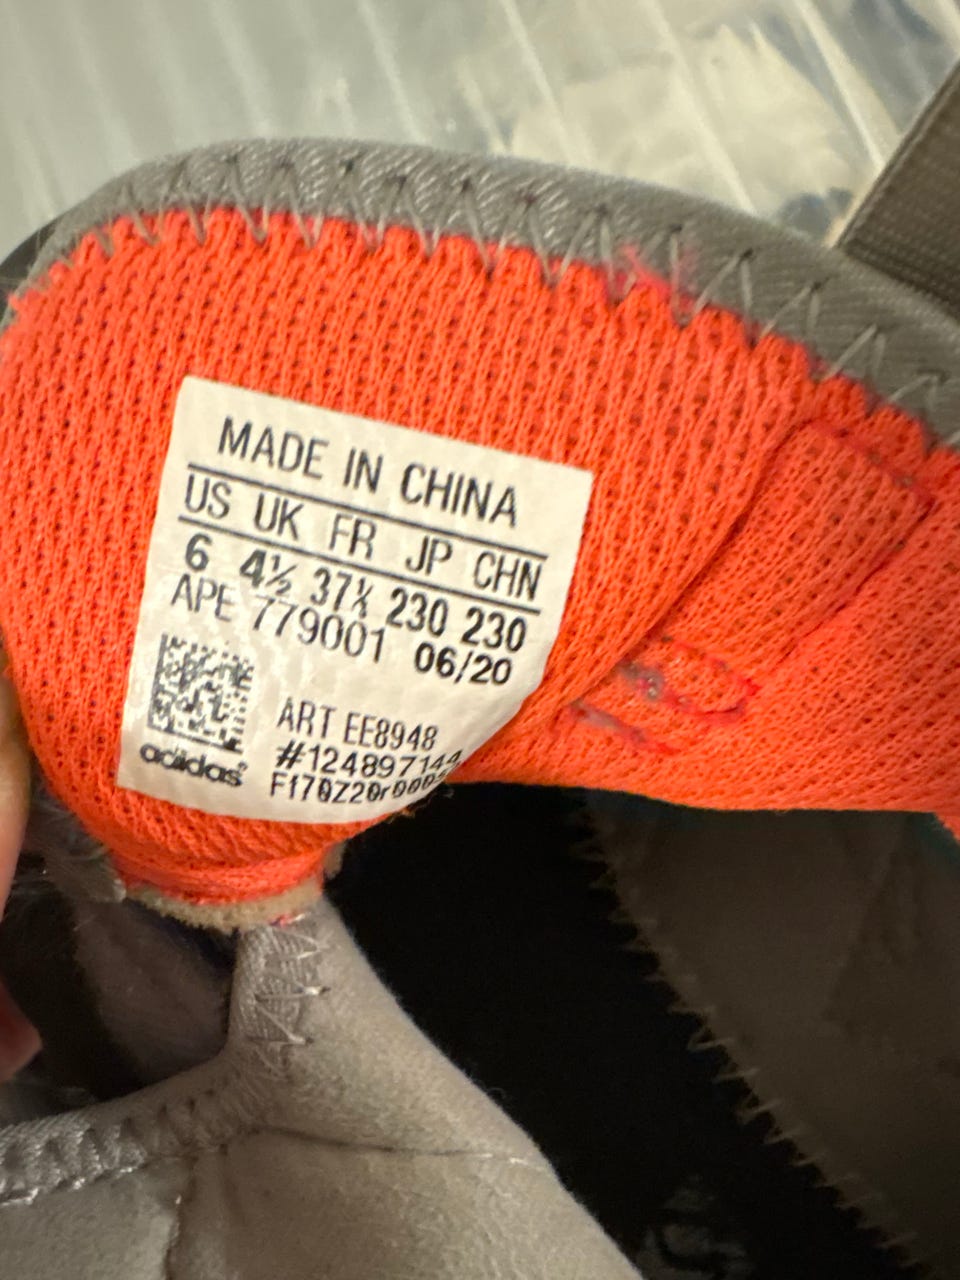 MADE IN CHINA
US UK FR JP CHN
6 4½ 37⅓ 230 230
APE 779001 06/20
ART EE8948
#124897144
adidas